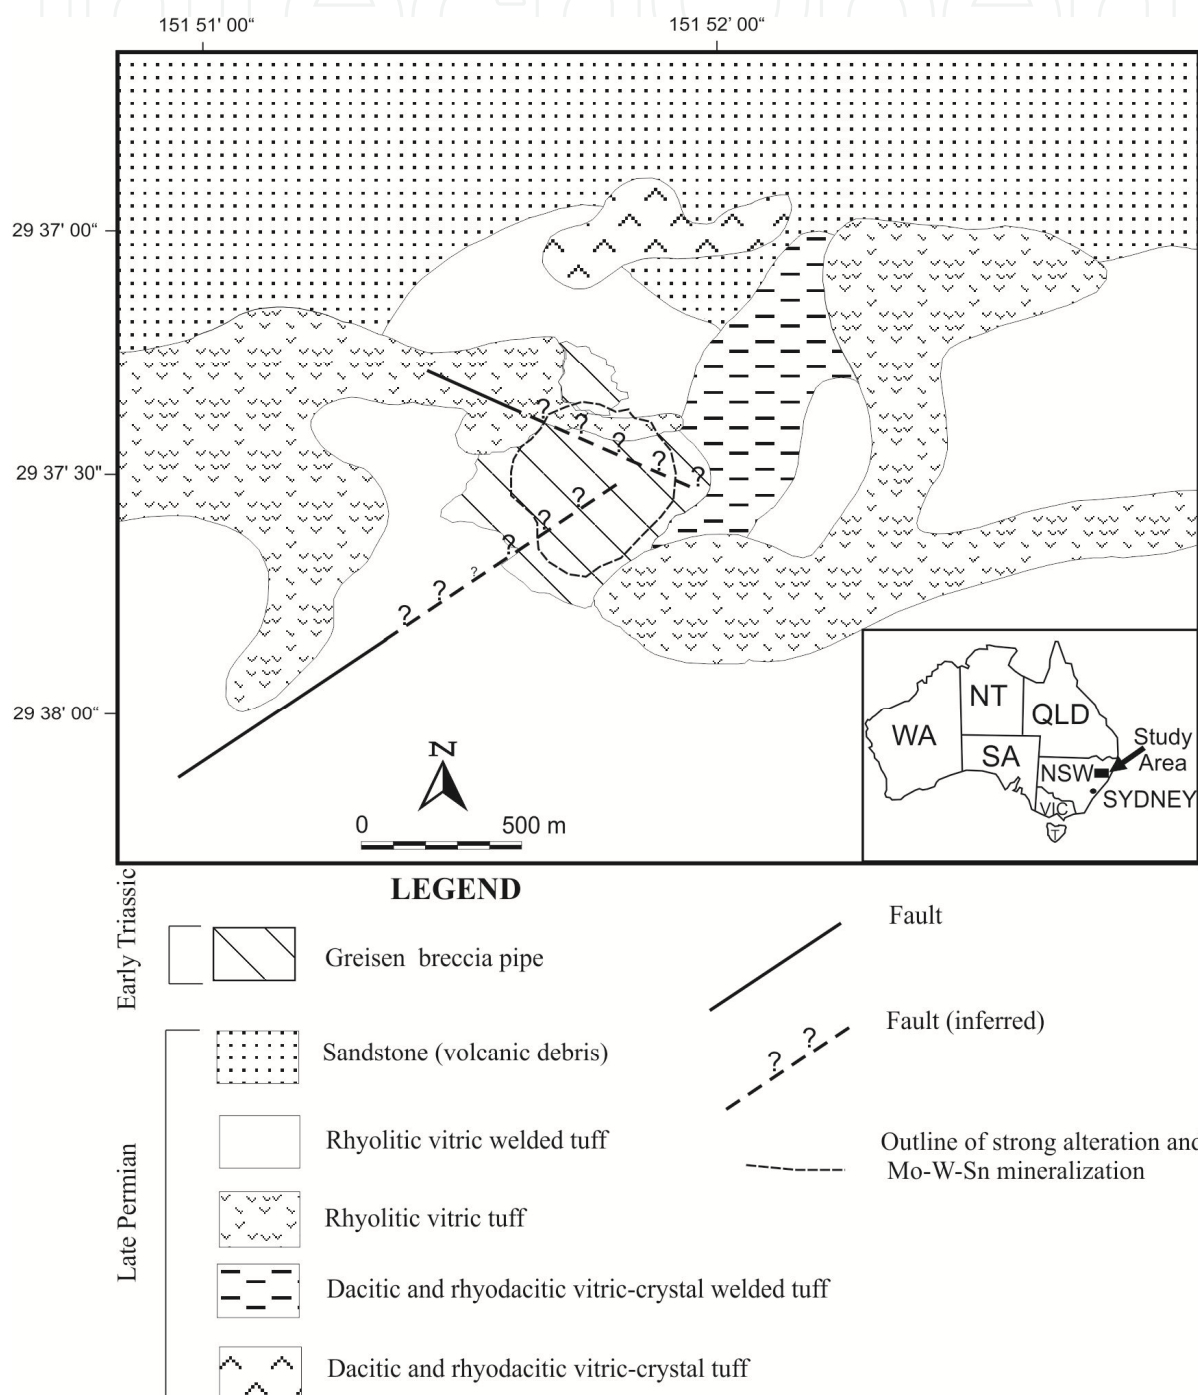 151 51' 00“
151 52' 00“
29 37' 00“
29 37' 30"
29 38' 00“
?
?
?
?
?
?
?
?
?
?
?
N
0 500 m
WA
NT
QLD
SA
NSW
VIC
T
Study
Area
SYDNEY
LEGEND
Early Triassic
Greisen breccia pipe
Late Permian
Sandstone (volcanic debris)
Rhyolitic vitric welded tuff
Rhyolitic vitric tuff
Dacitic and rhyodacitic vitric-crystal welded tuff
Dacitic and rhyodacitic vitric-crystal tuff
Fault
? ?
Fault (inferred)
Outline of strong alteration and
Mo-W-Sn mineralization